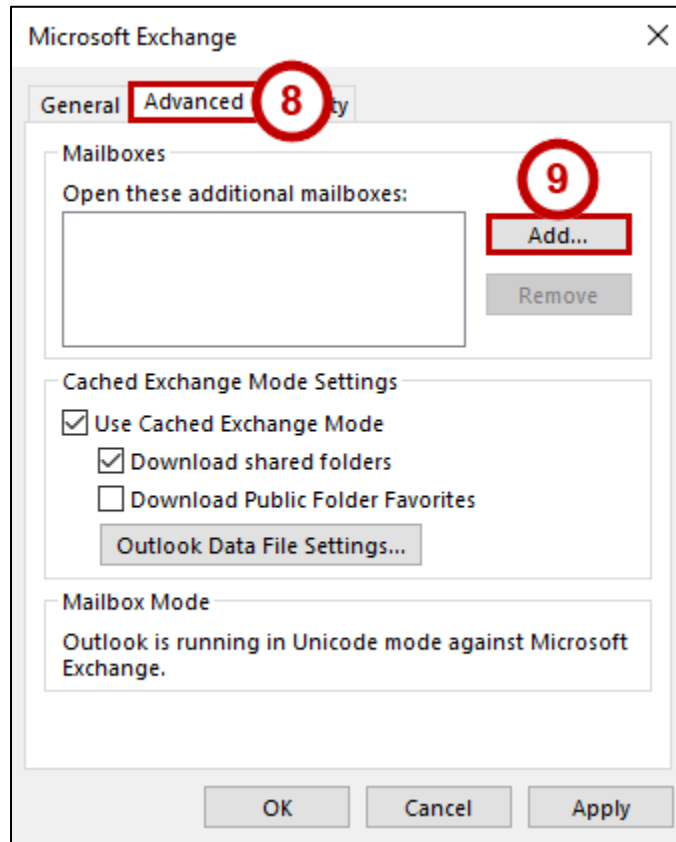 Microsoft Exchange
General Advanced 8 ty
Mailboxes
9
Open these additional mailboxes:
Add...
Remove
Cached Exchange Mode Settings
Use Cached Exchange Mode
Download shared folders
Download Public Folder Favorites
Outlook Data File Settings...
Mailbox Mode
Outlook is running in Unicode mode against Microsoft
Exchange.
OK Cancel Apply